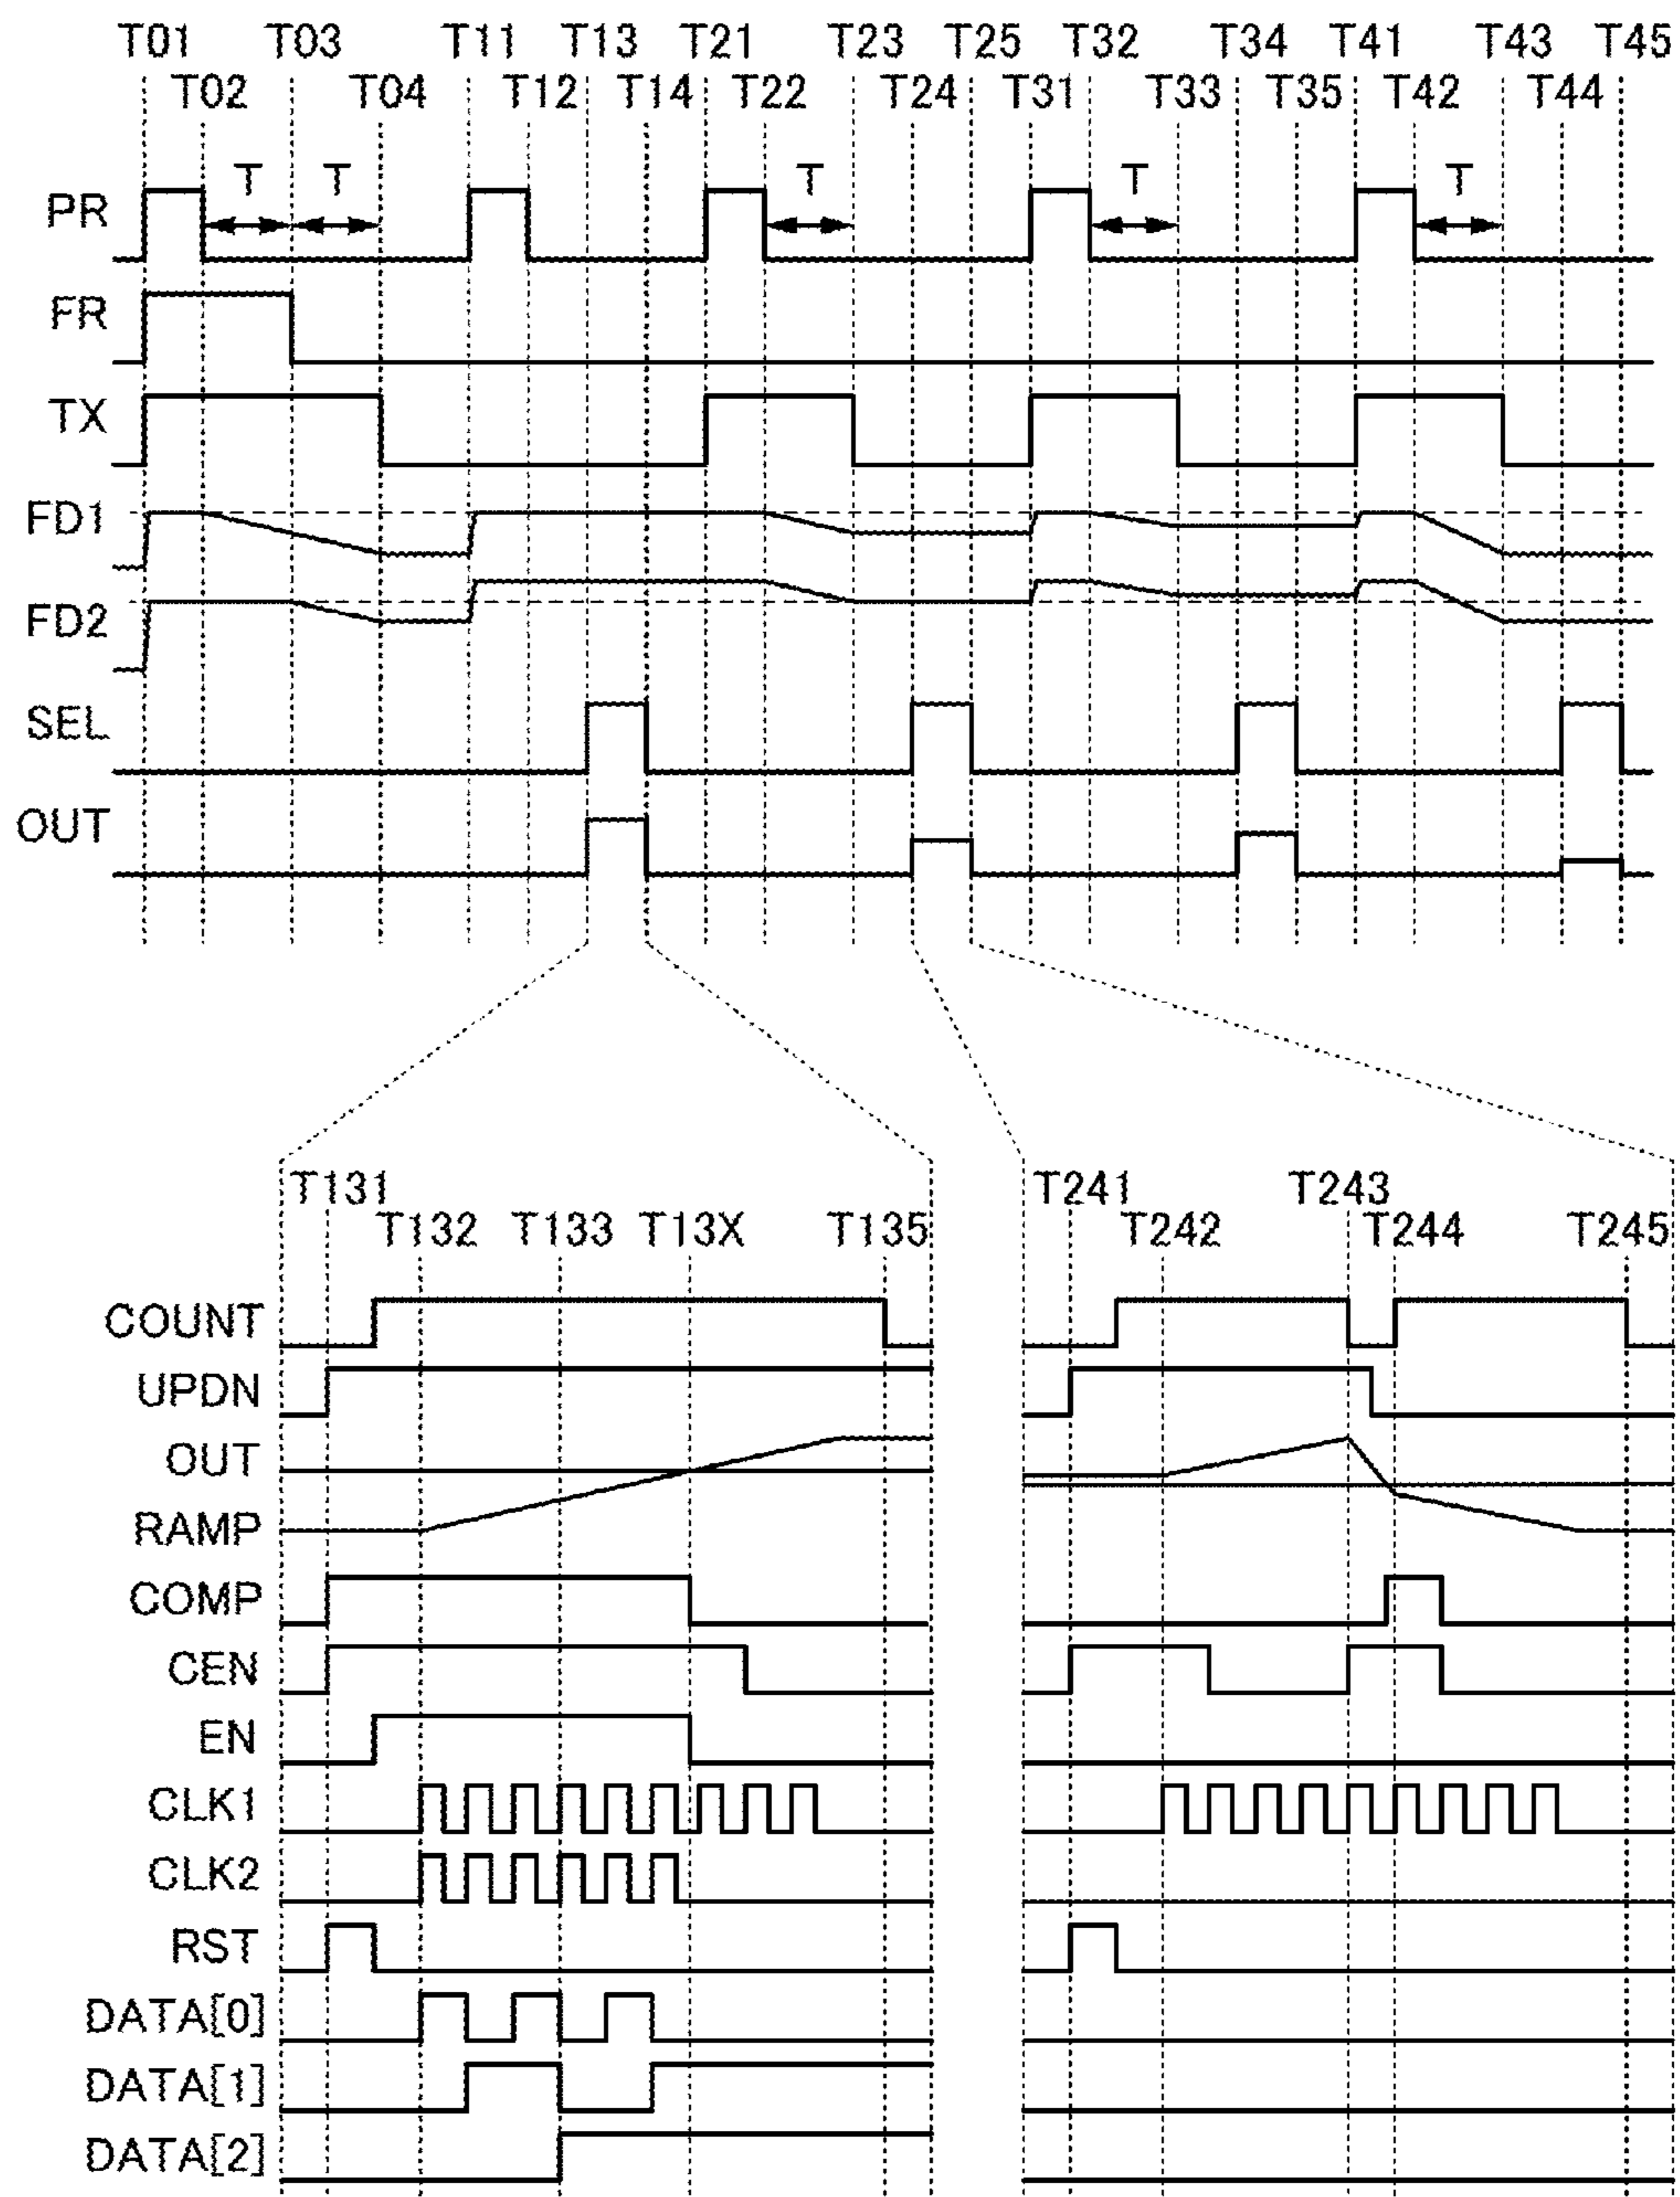 T01 T03 T11 T13 T21 T23 T25 T32 T34 T41 T43 T45
T02 T04 T12 T14 T22 T24 T31 T33 T35 T42 T44
T T T T T
PR
FR
TX
FD1
FD2
SEL
OUT
T131 T241 T243
T132 T133 T13X T135 T242 T244 T245
COUNT
UPDN
OUT
RAMP
COMP
CEN
EN
CLK1
CLK2
RST
DATA[0]
DATA[1]
DATA[2]